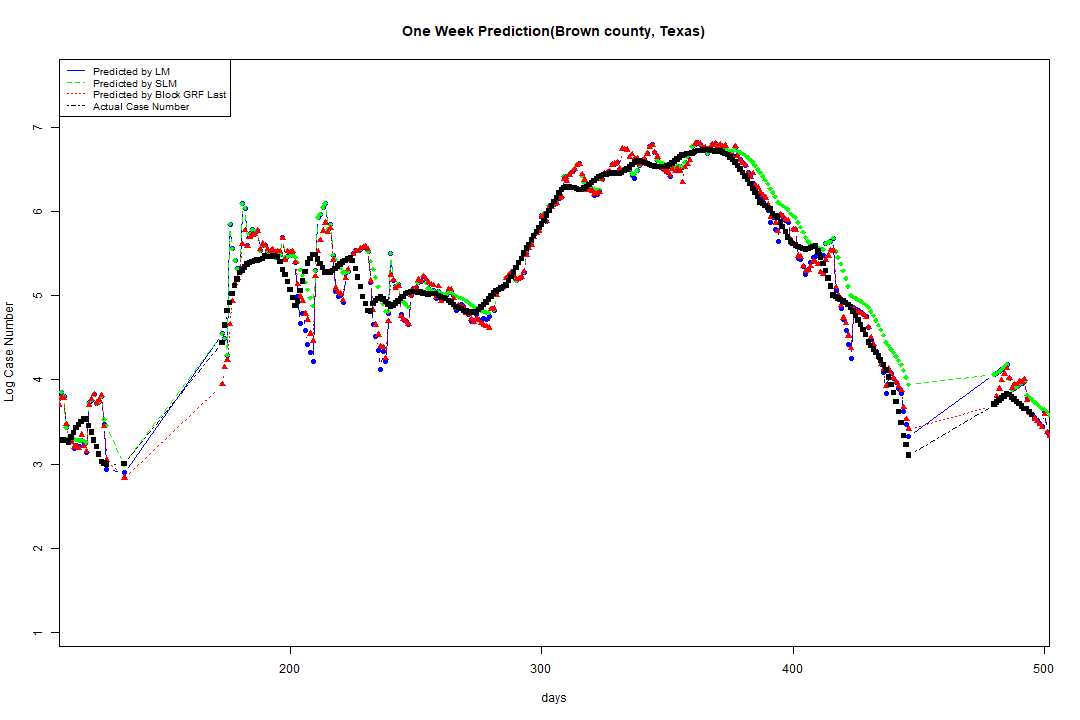 One Week Prediction(Brown county, Texas)
Predicted by LM
Predicted by SLM
Predicted by Block GRF Last
Actual Case Number
7
6
5
4
3
2
1
Log Case Number
200
300
400
500
days